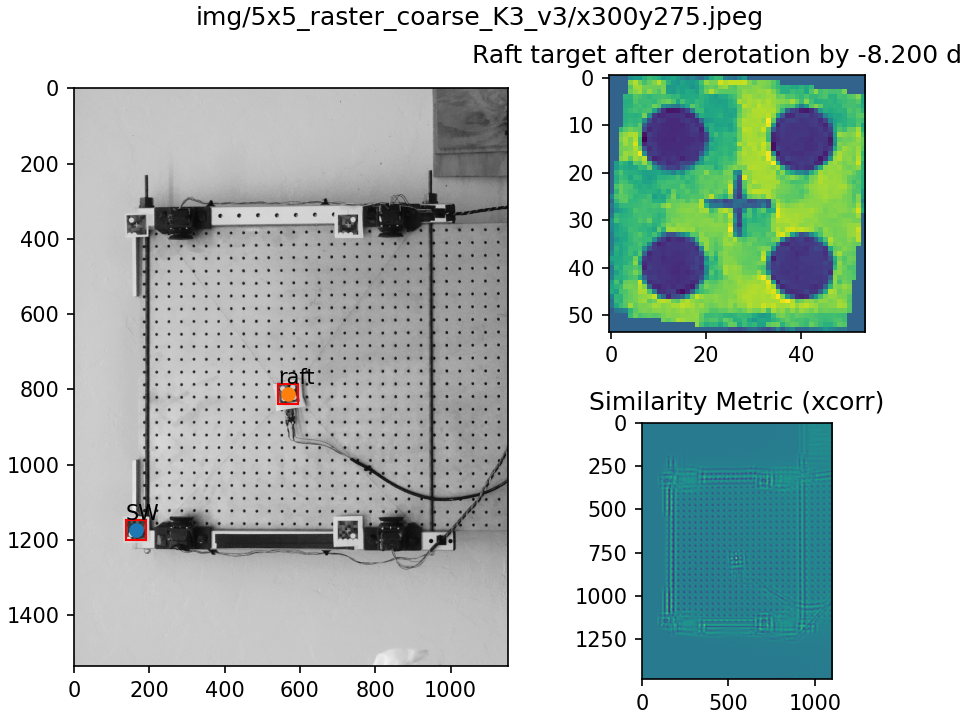 img/5x5_raster_coarse_K3_v3/x300y275.jpeg
Raft target after derotation by -8.200 d
0
200
400
600
800
1000
1200
1400
0 200 400 600 800 1000
raft
SW
0
10
20
30
40
50
0 20 40
Similarity Metric (xcorr)
0
250
500
750
1000
1250
0 500 1000